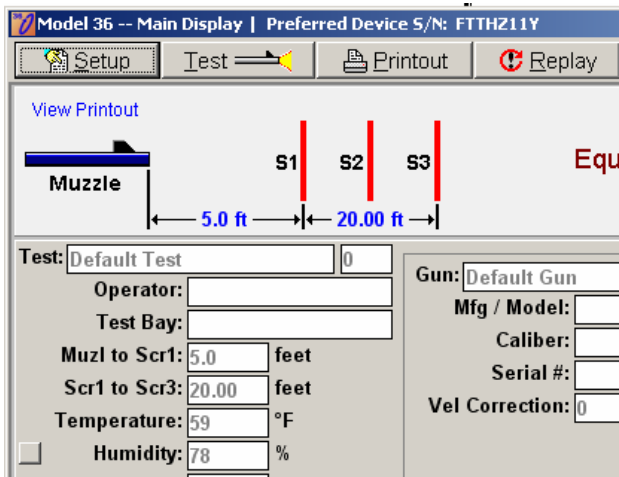 Model 36 -- Main Display | Preferred Device S/N: FTTHZ11Y
Setup Test Printout Replay
View Printout
S1 S2 S3
Muzzle
5.0 ft 20.00 ft
Test: Default Test 0
Operator:
Test Bay:
Muzl to Scr1: 5.0 feet
Scr1 to Scr3: 20.00 feet
Temperature: 59 °F
Humidity: 78 %
Gun: Default Gun
Mfg / Model:
Caliber:
Serial #:
Vel Correction: 0